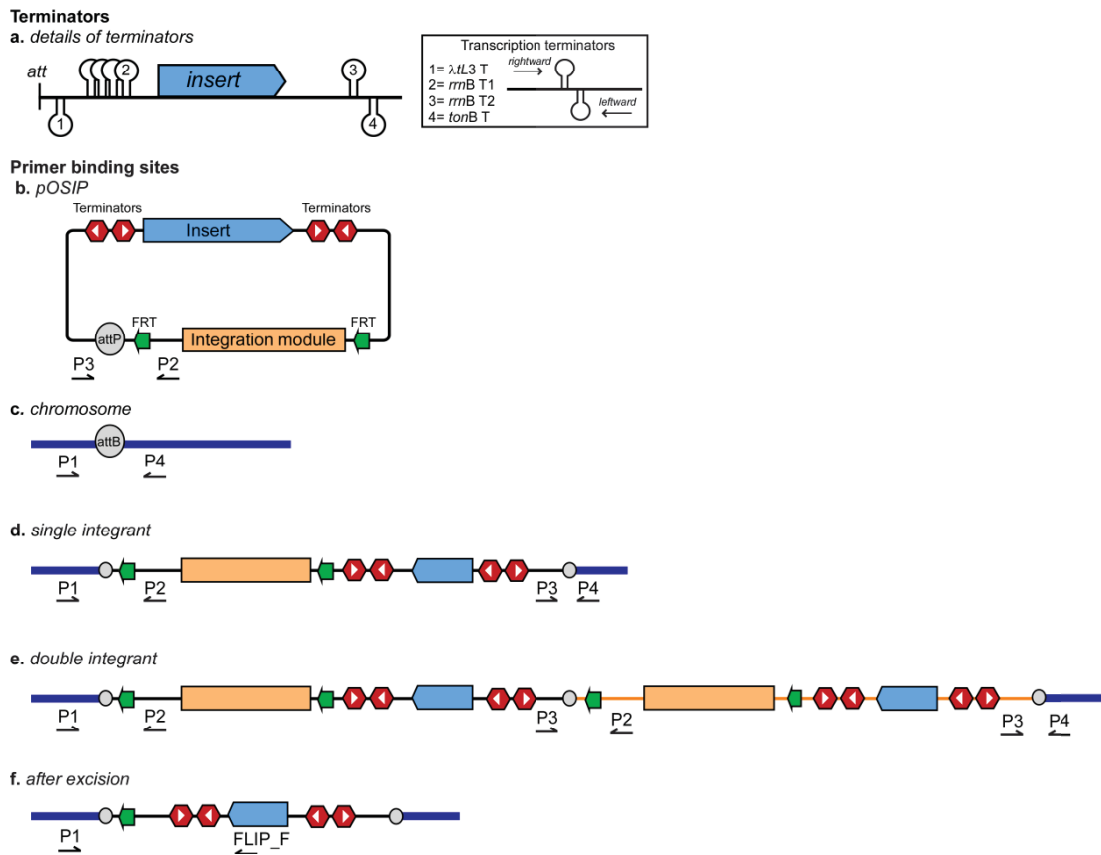 Terminators
a. details of terminators
att
2
insert
3
1
4
Transcription terminators
1= λtL3 T
2= rrnB T1
3= rrnB T2
4= tonB T
rightward
leftward
Primer binding sites
b. pOSIP
Terminators Terminators
Insert
FRT FRT
attP Integration module
P3 P2
c. chromosome
attB
P1 P4
d. single integrant
P1 P2 P3 P4
e. double integrant
P1 P2 P3 P2 P3 P4
f. after excision
P1 FLIP_F